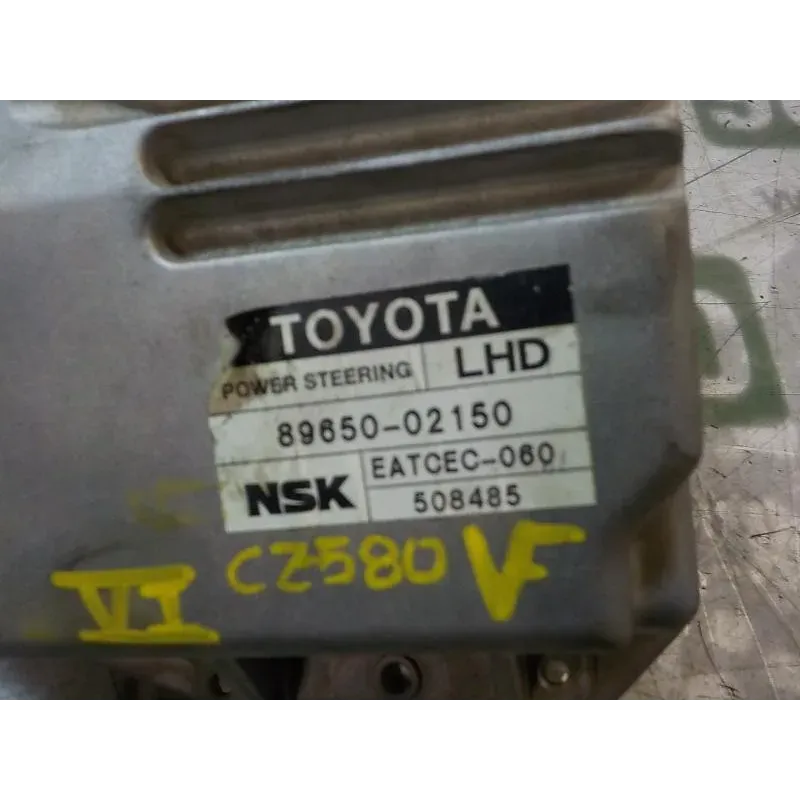 TOYOTA
POWER STEERING LHD
89650-02150
NSK EATCEC-060
508485
CZ580 VF
VI